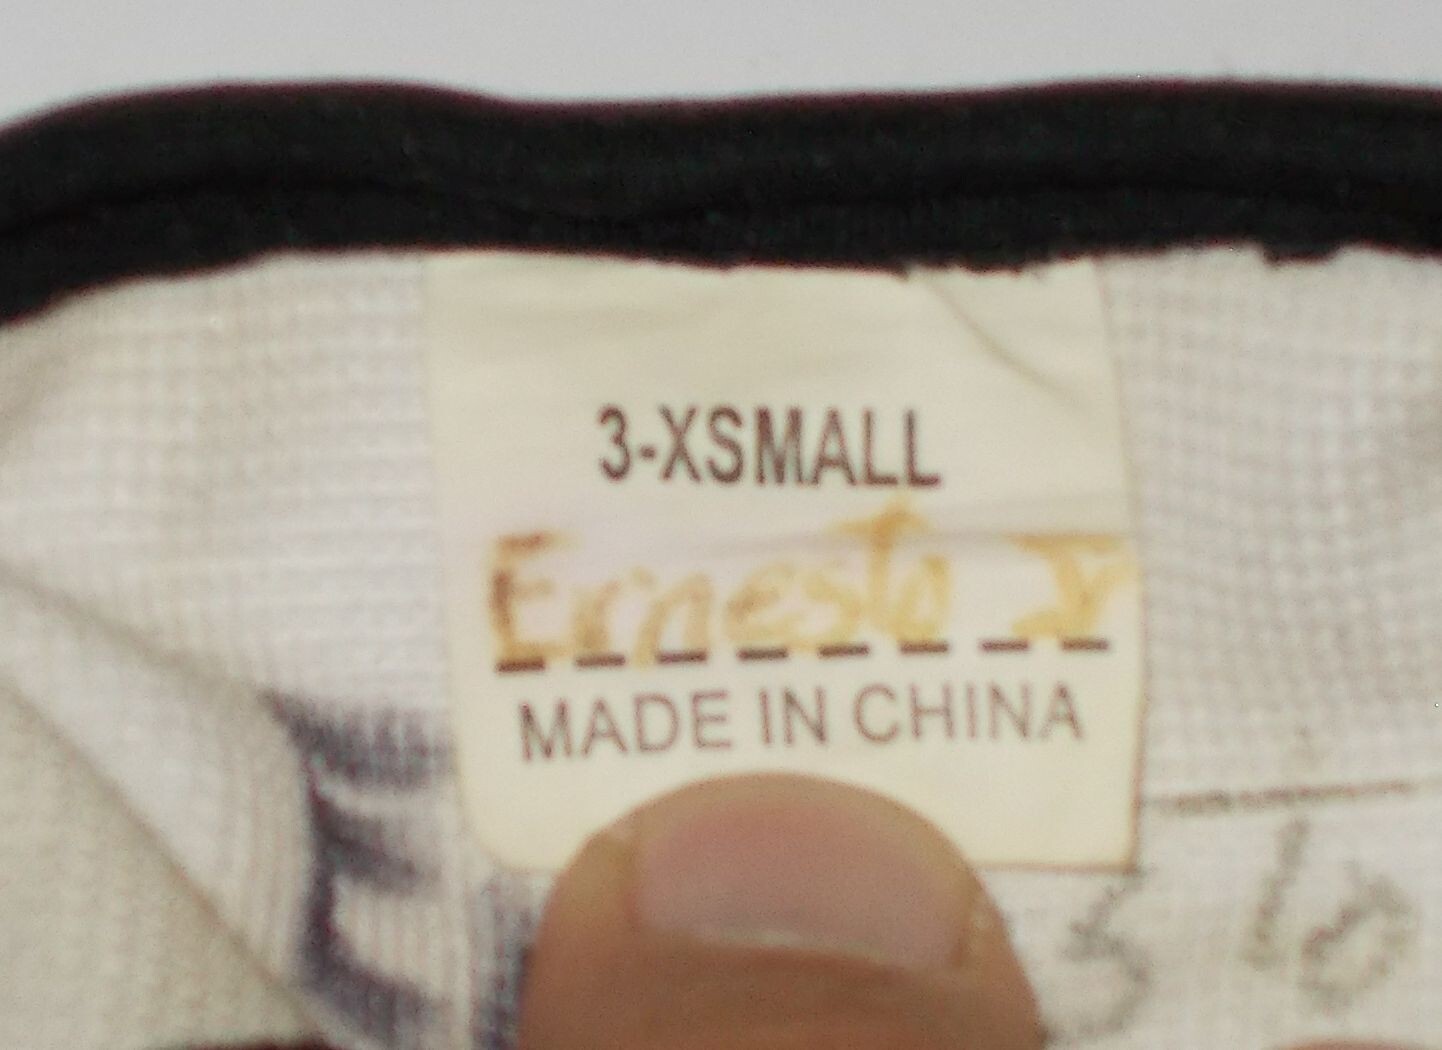 3-XSMALL
Ernesto Jr
MADE IN CHINA